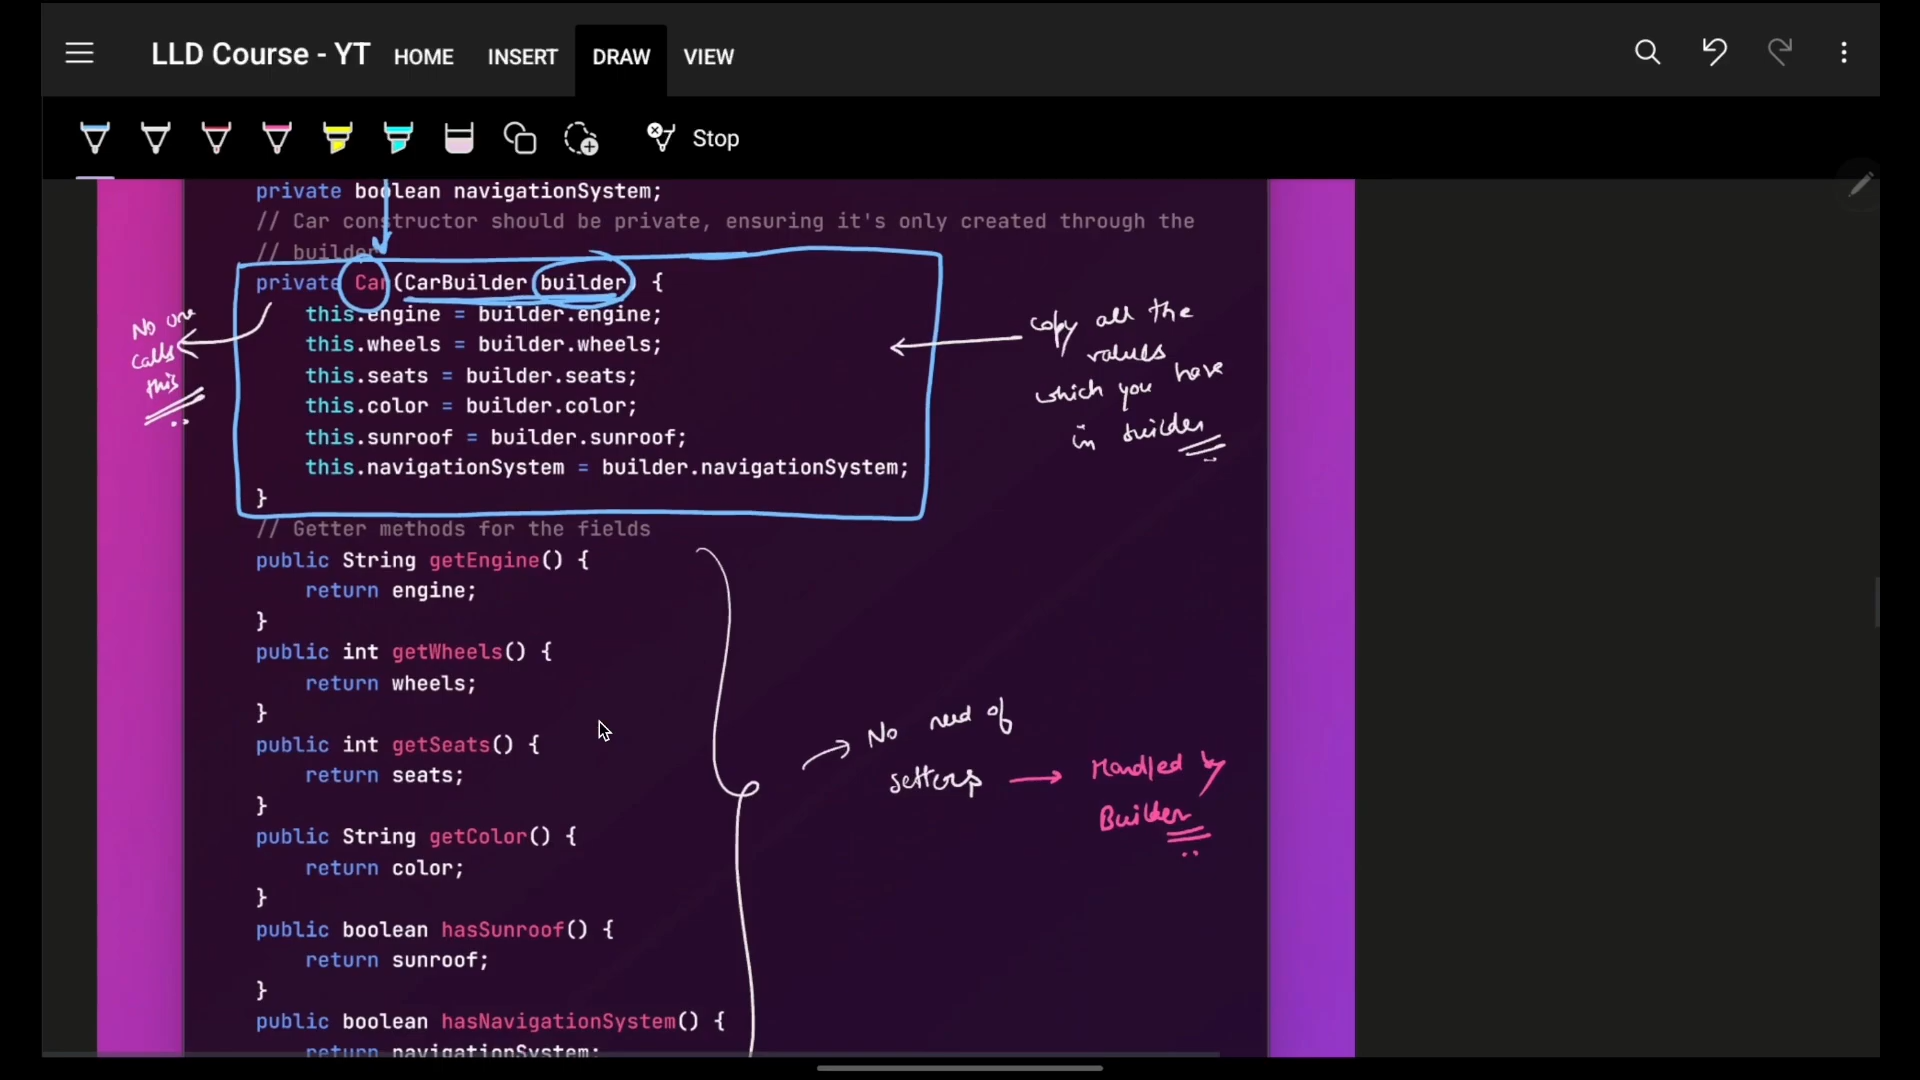 LLD Course - YT HOME INSERT DRAW VIEW
Stop
private boolean navigationSystem;
// Car constructor should be private, ensuring it's only created through the
// builder
private Car(CarBuilder builder) {
this.engine = builder.engine;
this.wheels = builder.wheels;
this.seats = builder.seats;
this.color = builder.color;
this.sunroof = builder.sunroof;
this.navigationSystem = builder.navigationSystem;
}
No one
calls
this
copy all the
values
which you have
in builder
// Getter methods for the fields
public String getEngine() {
return engine;
}
public int getWheels() {
return wheels;
}
public int getSeats() {
return seats;
}
public String getColor() {
return color;
}
public boolean hasSunroof() {
return sunroof;
}
public boolean hasNavigationSystem() {
return navigationSystem;
No need of
setters
Handled by
Builder